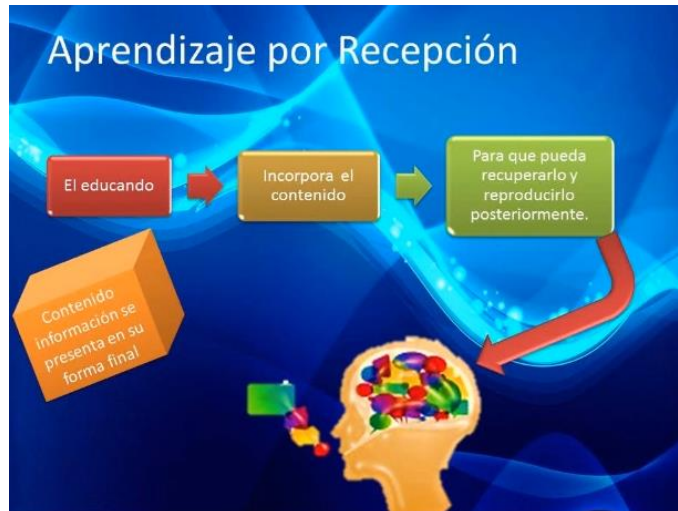 Aprendizaje por Recepción
El educando
Incorpora el
contenido
Para que pueda
recuperarlo y
reproducirlo
posteriormente.
Contenido
información se
presenta en su
forma final